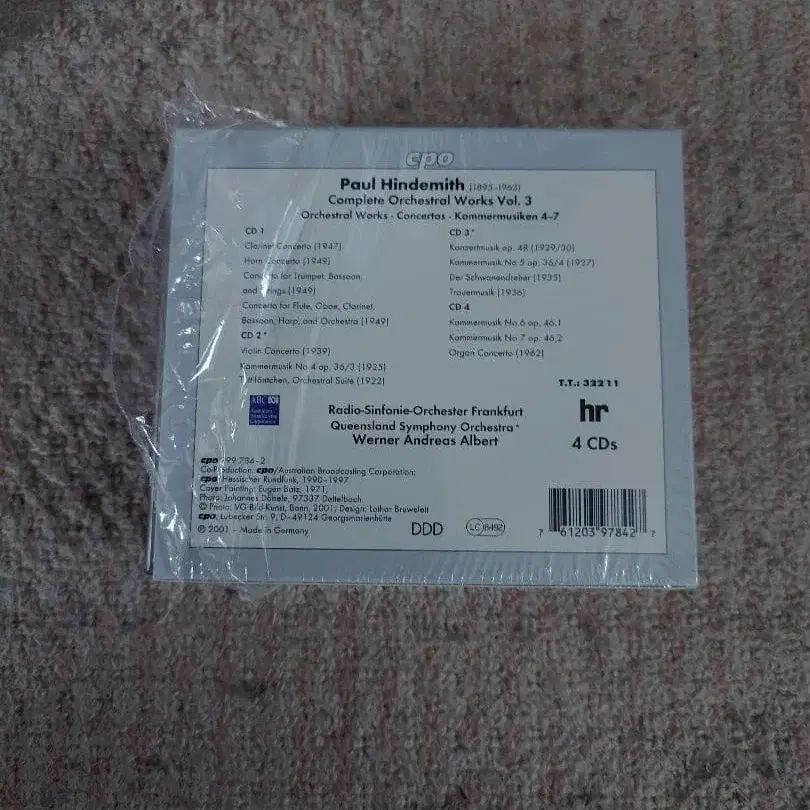 cpo
Paul Hindemith (1895–1963)
Complete Orchestral Works Vol. 3
Orchestral Works · Concertos · Kammermusiken 4–7
CD 1
Clarinet Concerto (1947)
Horn Concerto (1949)
Concerto for Trumpet, Bassoon,
and Strings (1949)
Concerto for Flute, Oboe, Clarinet,
Bassoon, Harp, and Orchestra (1949)
CD 2*
Violin Concerto (1939)
Kammermusik No 4 op. 36/3 (1925)
Tuttifäntchen, Orchestral Suite (1922)
CD 3*
Konzertmusik op. 48 (1929/30)
Kammermusik No.5 op. 36/4 (1927)
Der Schwanendreher (1935)
Trauermusik (1936)
CD 4
Kammermusik No.6 op. 46,1
Kammermusik No 7 op. 46,2
Organ Concerto (1962)
T.T.: 322 11
ABC
Radio-Sinfonie-Orchester Frankfurt
Queensland Symphony Orchestra*
Werner Andreas Albert
hr
4 CDs
cpo 999 784-2
Co-Production: cpo/Australian Broadcasting Corporation;
cpo/Hessischer Rundfunk, 1990–1997
Cover Painting: Eugen Batz, 1971,
Photo: Johannes Döbele, 97337 Dettelbach
© Photo: VG Bild-Kunst, Bonn, 2001; Design: Lothar Bruweleit
cpo, Lübecker Str. 9, D–49124 Georgsmarienhütte
℗ 2001 – Made in Germany
DDD
LC 8492
7 61203 97842 7